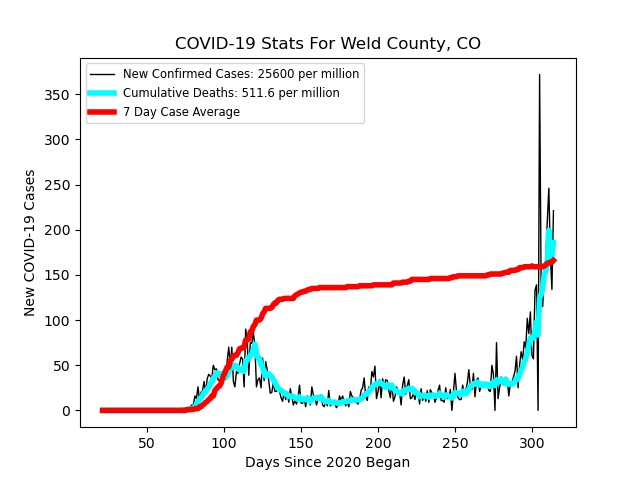 COVID-19 Stats For Weld County, CO
New Confirmed Cases: 25600 per million
Cumulative Deaths: 511.6 per million
7 Day Case Average
New COVID-19 Cases
350
300
250
200
150
100
50
0
50 100 150 200 250 300
Days Since 2020 Began